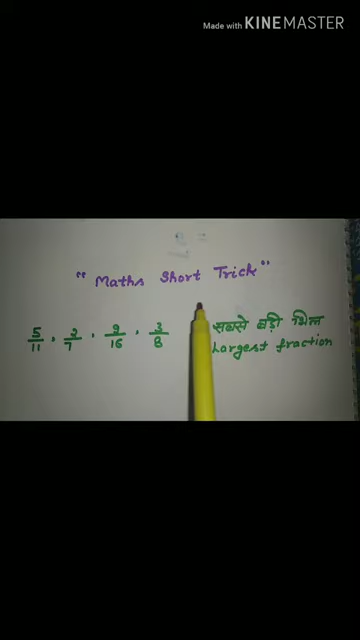 Made with KINEMASTER
"Maths Short Trick"
5/11, 2/7, 9/16, 3/8 सबसे बड़ी भिन्न
Largest fraction